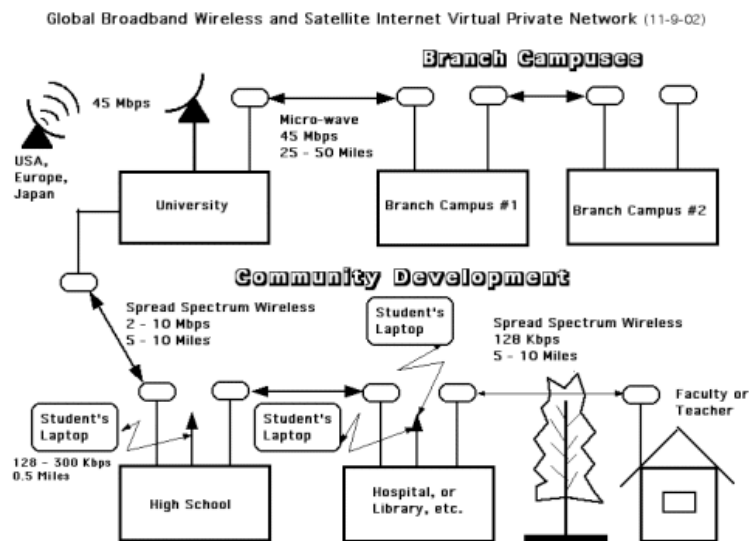 Global Broadband Wireless and Satellite Internet Virtual Private Network (11-9-02)
Branch Campuses
45 Mbps
Micro-wave
45 Mbps
25 - 50 Miles
USA,
Europe,
Japan
University
Branch Campus #1
Branch Campus #2
Community Development
Spread Spectrum Wireless
2 - 10 Mbps
5 - 10 Miles
Student's
Laptop
Spread Spectrum Wireless
128 Kbps
5 - 10 Miles
Faculty or
Teacher
Student's
Laptop
Student's
Laptop
128 - 300 Kbps
0.5 Miles
High School
Hospital, or
Library, etc.